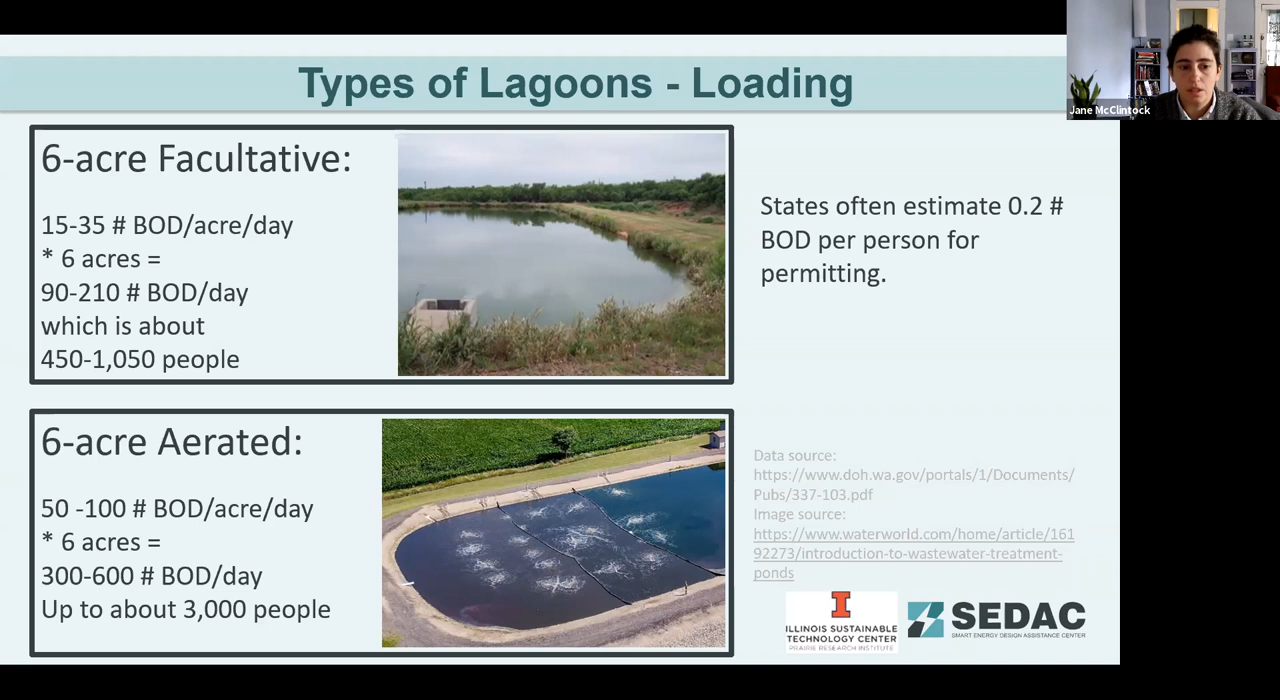 Types of Lagoons - Loading
Jane McClintock
6-acre Facultative:
15-35 # BOD/acre/day
* 6 acres =
90-210 # BOD/day
which is about
450-1,050 people
States often estimate 0.2 #
BOD per person for
permitting.
6-acre Aerated:
50 -100 # BOD/acre/day
* 6 acres =
300-600 # BOD/day
Up to about 3,000 people
Data source:
https://www.doh.wa.gov/portals/1/Documents/
Pubs/337-103.pdf
Image source:
https://www.waterworld.com/home/article/161
92273/introduction-to-wastewater-treatment-
ponds
I
ILLINOIS SUSTAINABLE
TECHNOLOGY CENTER
PRAIRIE RESEARCH INSTITUTE
SEDAC
SMART ENERGY DESIGN ASSISTANCE CENTER